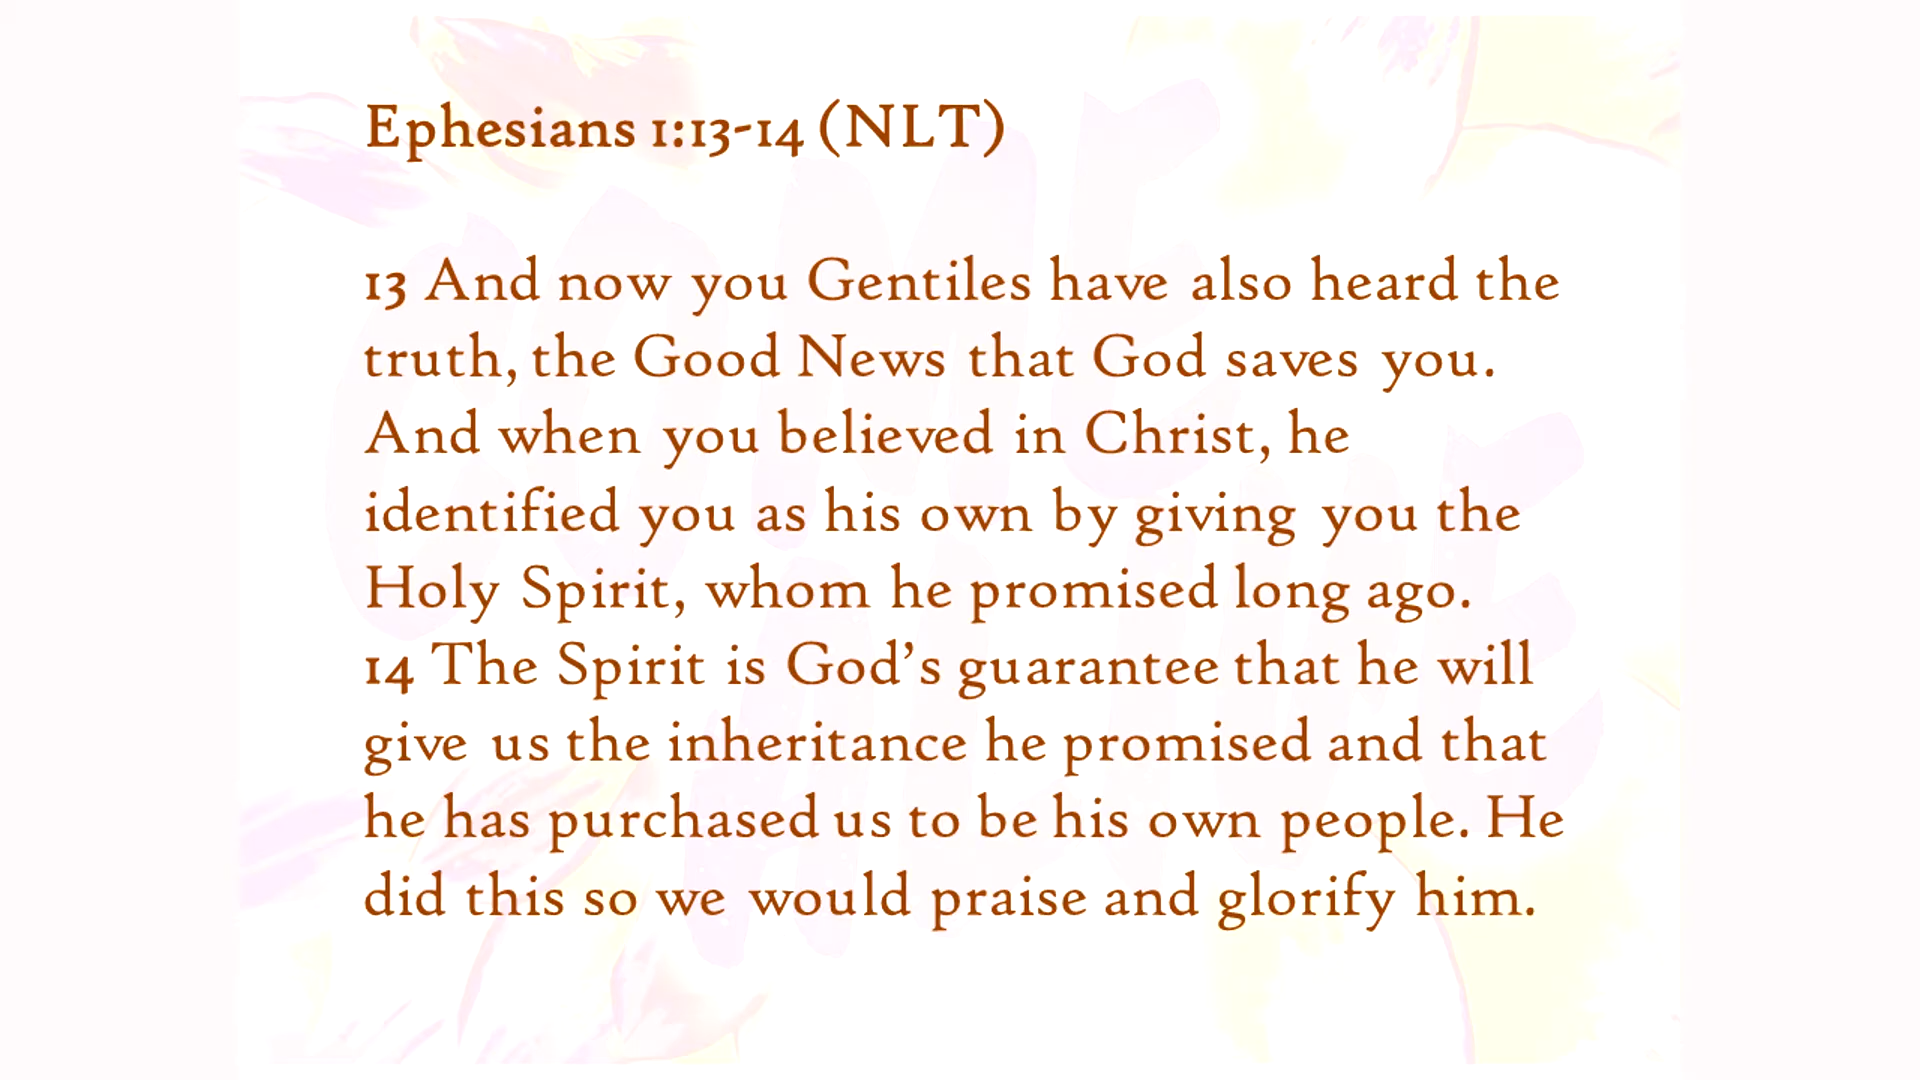 Ephesians 1:13-14 (NLT)
13 And now you Gentiles have also heard the
truth, the Good News that God saves you.
And when you believed in Christ, he
identified you as his own by giving you the
Holy Spirit, whom he promised long ago.
14 The Spirit is God’s guarantee that he will
give us the inheritance he promised and that
he has purchased us to be his own people. He
did this so we would praise and glorify him.
COME
ALIVE